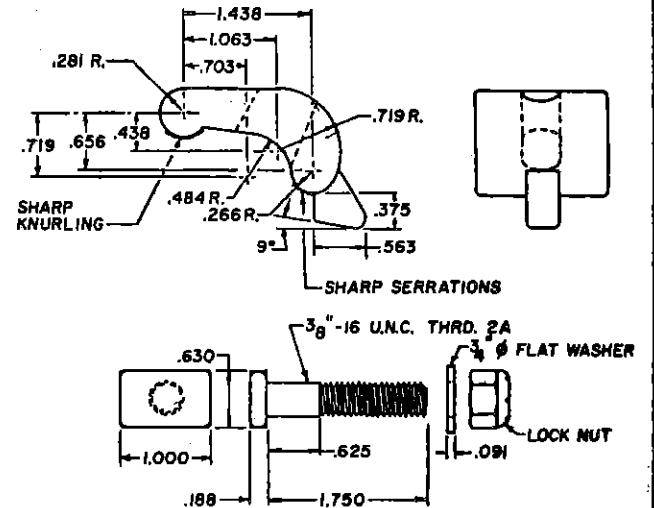 1.438
1.063
.281 R.
.703
.719 R.
.719
.656
.438
.484 R.
.266 R.
SHARP
KNURLING
.375
9°
.563
SHARP SERRATIONS
3/8"-16 U.N.C. THRD. 2A
3/4" φ FLAT WASHER
.630
LOCK NUT
1.000
.625
.091
.188
1.750